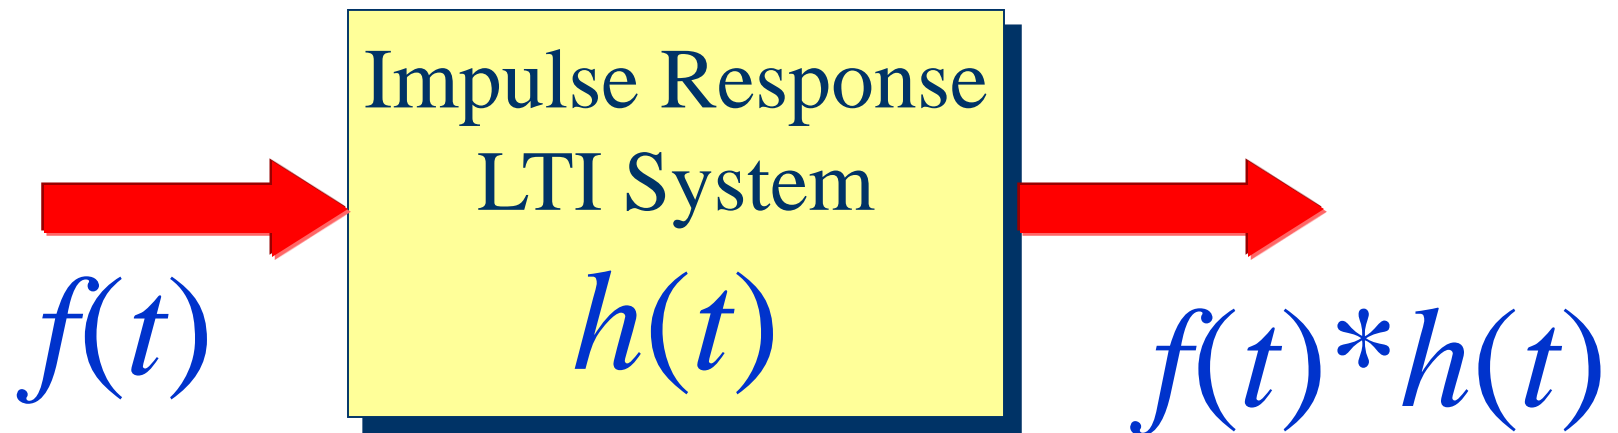 Impulse Response
LTI System
h(t)
f(t)
f(t)*h(t)